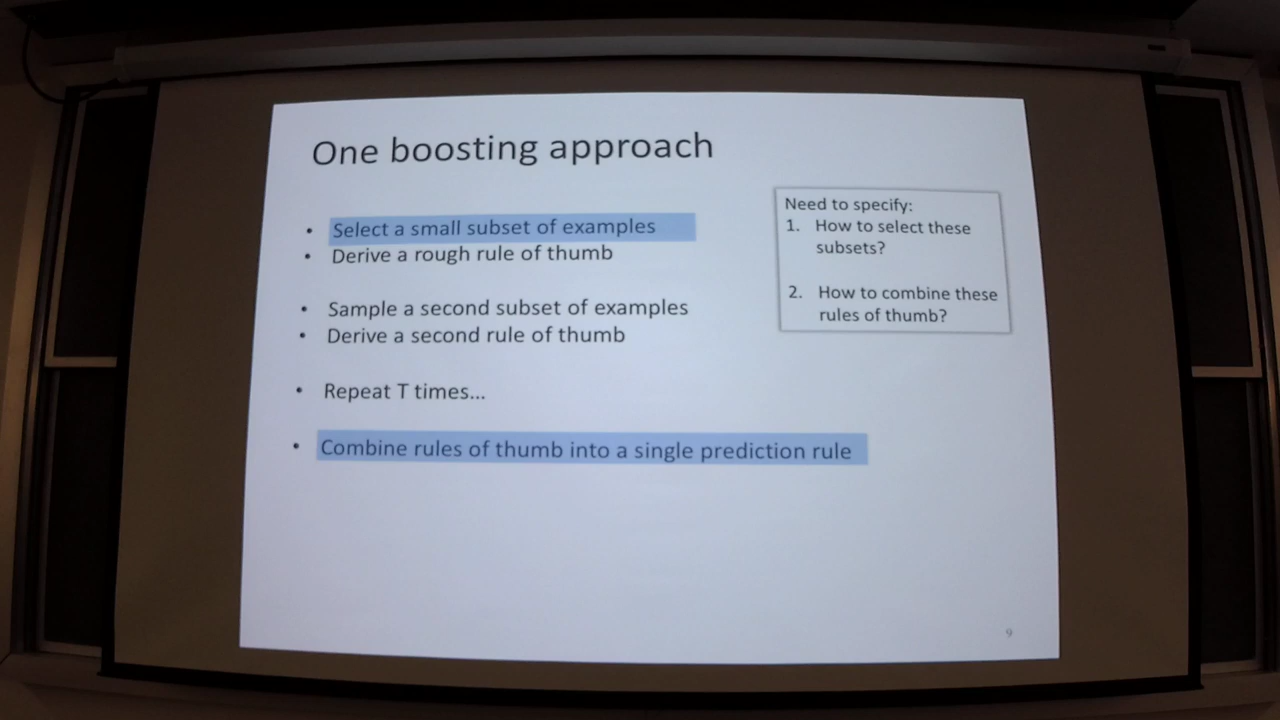 One boosting approach
• Select a small subset of examples
• Derive a rough rule of thumb
• Sample a second subset of examples
• Derive a second rule of thumb
• Repeat T times...
• Combine rules of thumb into a single prediction rule
Need to specify:
1. How to select these
subsets?
2. How to combine these
rules of thumb?
9